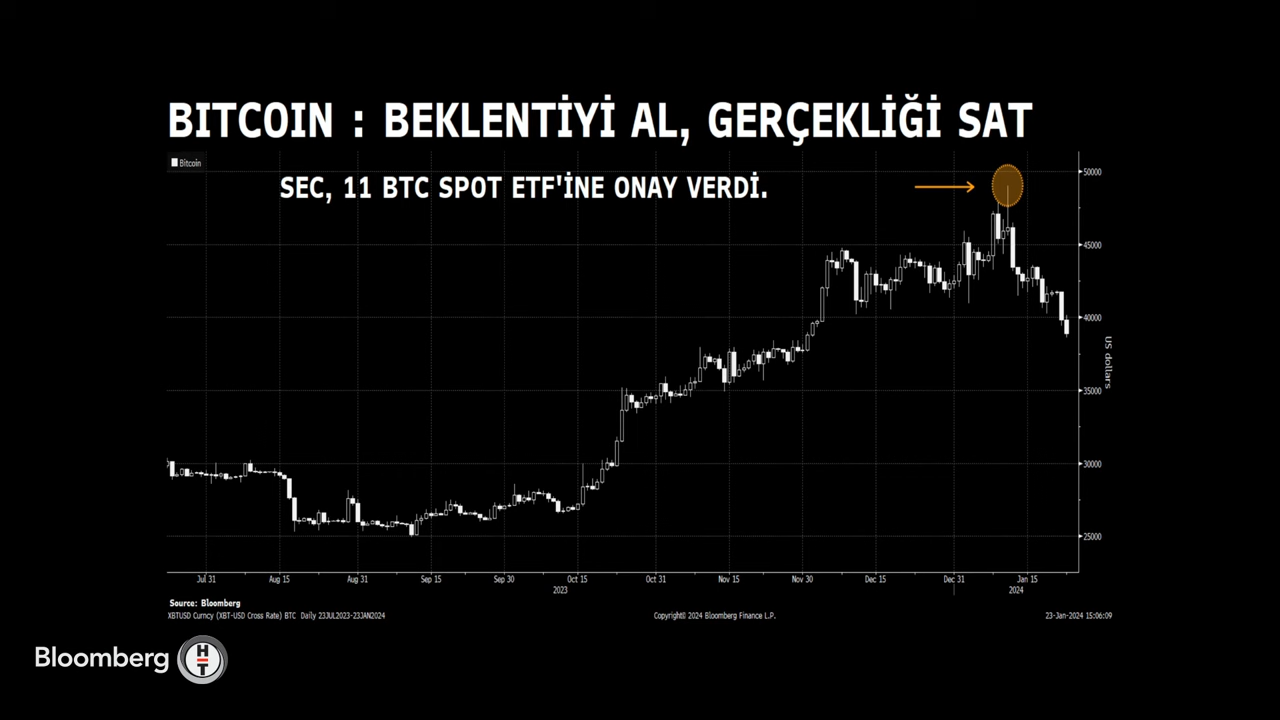 BITCOIN : BEKLENTİYİ AL, GERÇEKLİĞİ SAT
Bitcoin
SEC, 11 BTC SPOT ETF'İNE ONAY VERDİ.
50000
45000
40000
35000
30000
25000
US dollars
Jul 31 Aug 15 Aug 31 Sep 15 Sep 30 Oct 15 Oct 31 Nov 15 Nov 30 Dec 15 Dec 31 Jan 15
2023 2024
Source: Bloomberg
XBTUSD Curncy (XBT-USD Cross Rate) BTC Daily 23JUL2023-23JAN2024 Copyright© 2024 Bloomberg Finance L.P. 23-Jan-2024 15:06:09
Bloomberg HT